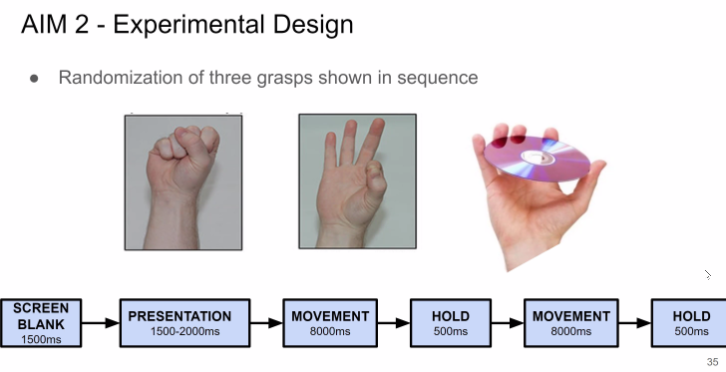 AIM 2 - Experimental Design
● Randomization of three grasps shown in sequence
SCREEN
BLANK
1500ms
PRESENTATION
1500-2000ms
MOVEMENT
8000ms
HOLD
500ms
MOVEMENT
8000ms
HOLD
500ms
35